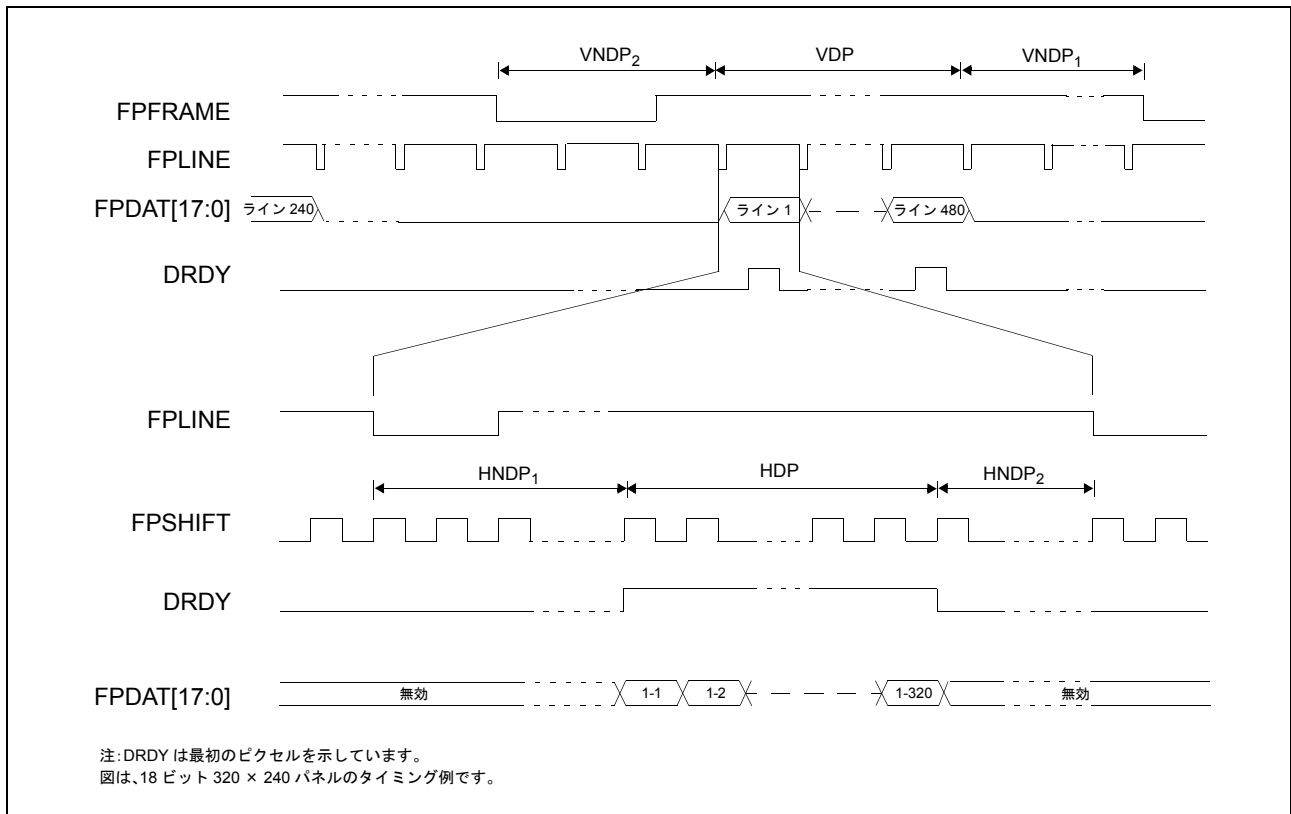 VNDP2 VDP VNDP1
FPFRAME
FPLINE
FPDAT[17:0] ライン 240 ライン 1 ライン 480
DRDY
FPLINE
HNDP1 HDP HNDP2
FPSHIFT
DRDY
FPDAT[17:0] 無効 1-1 1-2 1-320 無効
注:DRDY は最初のピクセルを示しています。
図は、18 ビット 320 × 240 パネルのタイミング例です。